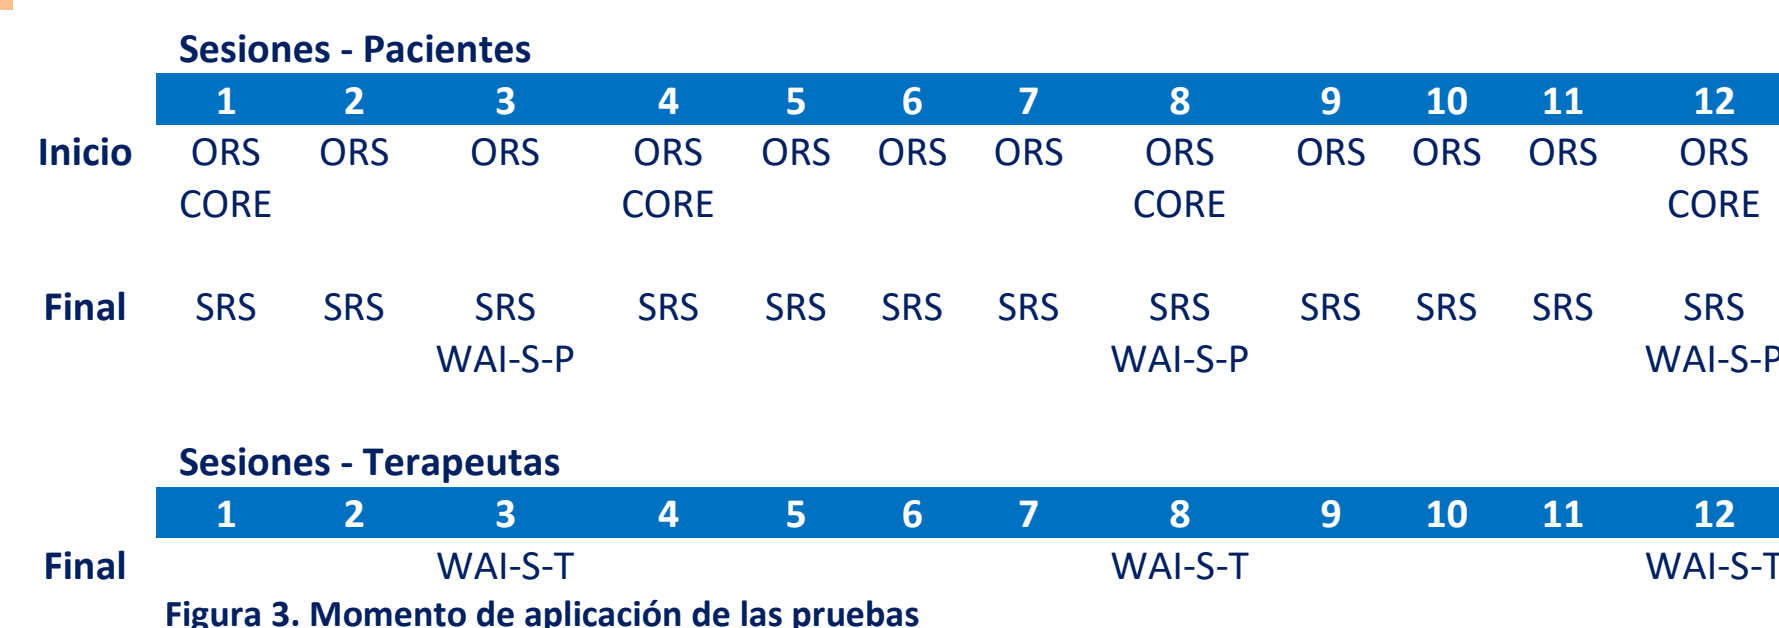 Sesiones - Pacientes
1 2 3 4 5 6 7 8 9 10 11 12
Inicio ORS ORS ORS ORS ORS ORS ORS ORS ORS ORS ORS ORS
CORE CORE CORE CORE
Final SRS SRS SRS SRS SRS SRS SRS SRS SRS SRS SRS SRS
WAI-S-P WAI-S-P WAI-S-P
Sesiones - Terapeutas
1 2 3 4 5 6 7 8 9 10 11 12
Final WAI-S-T WAI-S-T WAI-S-T
Figura 3. Momento de aplicación de las pruebas